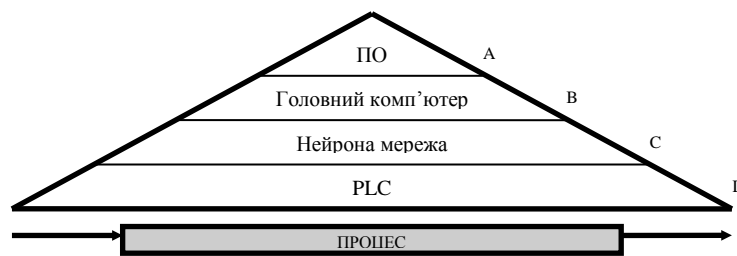 ПО
A
Головний комп’ютер
B
Нейрона мережа
C
PLC
ПРОЦЕС